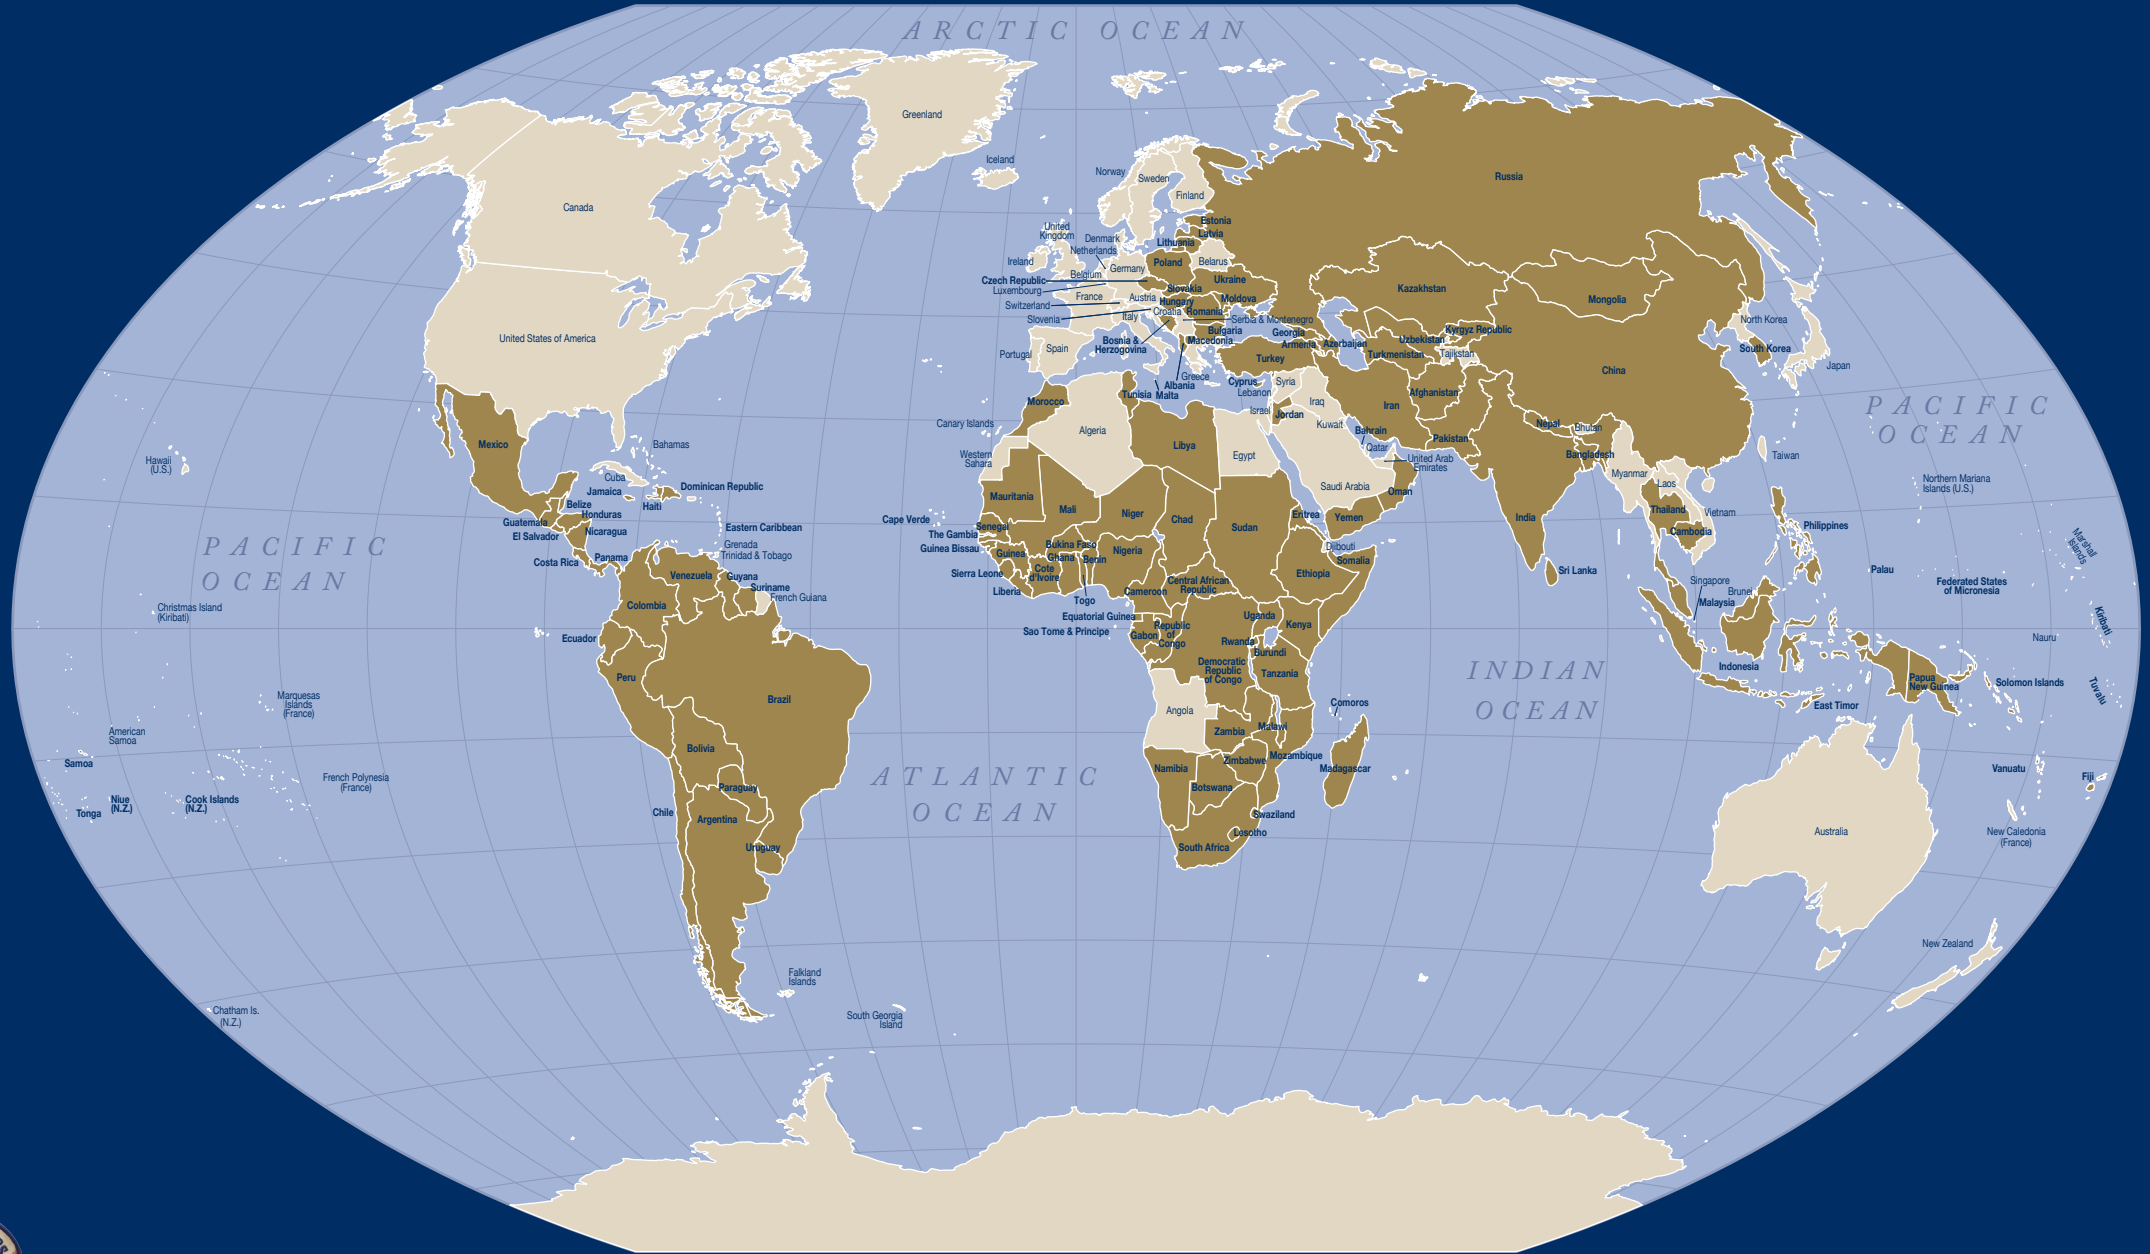 ARCTIC OCEAN
Greenland
Iceland
Norway
Sweden
Finland
Russia
Canada
United
Kingdom
Denmark
Netherlands
Ireland
Germany
Belgium
Estonia
Latvia
Lithuania
Poland
Belarus
Czech Republic
Luxembourg
France
Switzerland
Slovenia
Austria
Slovakia
Ukraine
Hungary
Moldova
Croatia
Romania
Italy
Serbia & Montenegro
Bulgaria
Bosnia &
Herzogovina
Macedonia
Portugal
Spain
Greece
Albania
Malta
Georgia
Armenia
Azerbaijan
Turkey
Cyprus
Lebanon
Syria
Israel
Jordan
Iraq
Kuwait
Iran
Kazakhstan
Uzbekistan
Kyrgyz Republic
Turkmenistan
Tajikistan
Afghanistan
Pakistan
Mongolia
China
North Korea
South Korea
Japan
United States of America
Mexico
Bahamas
Cuba
Jamaica
Haiti
Dominican Republic
Belize
Honduras
Guatemala
El Salvador
Nicaragua
Costa Rica
Panama
Eastern Caribbean
Grenada
Trinidad & Tobago
Hawaii
(U.S.)
PACIFIC
OCEAN
Christmas Island
(Kiribati)
Marquesas
Islands
(France)
American
Samoa
Samoa
Niue
(N.Z.)
Tonga
Cook Islands
(N.Z.)
French Polynesia
(France)
Chatham Is.
(N.Z.)
Venezuela
Guyana
Suriname
French Guiana
Colombia
Ecuador
Peru
Brazil
Bolivia
Paraguay
Chile
Argentina
Uruguay
Falkland
Islands
South Georgia
Island
ATLANTIC
OCEAN
Canary Islands
Morocco
Tunisia
Algeria
Libya
Egypt
Western
Sahara
Mauritania
Mali
Niger
Chad
Sudan
Eritrea
Cape Verde
Senegal
The Gambia
Guinea Bissau
Guinea
Sierra Leone
Liberia
Cote
d'Ivoire
Bukina Faso
Ghana
Benin
Togo
Nigeria
Cameroon
Central African
Republic
Equatorial Guinea
Sao Tome & Principe
Gabon
Republic
of
Congo
Democratic
Republic
of Congo
Uganda
Kenya
Rwanda
Burundi
Tanzania
Ethiopia
Djibouti
Somalia
Angola
Zambia
Malawi
Mozambique
Zimbabwe
Namibia
Botswana
Swaziland
Lesotho
South Africa
Comoros
Madagascar
Saudi Arabia
Bahrain
Qatar
United Arab
Emirates
Oman
Yemen
Nepal
Bhutan
Bangladesh
India
Sri Lanka
Myanmar
Laos
Thailand
Vietnam
Cambodia
Taiwan
Philippines
Singapore
Brunei
Malaysia
Indonesia
East Timor
INDIAN
OCEAN
PACIFIC
OCEAN
Northern Mariana
Islands (U.S.)
Marshall
Islands
Palau
Federated States
of Micronesia
Kiribati
Nauru
Papua
New Guinea
Solomon Islands
Tuvalu
Vanuatu
Fiji
New Caledonia
(France)
Australia
New Zealand